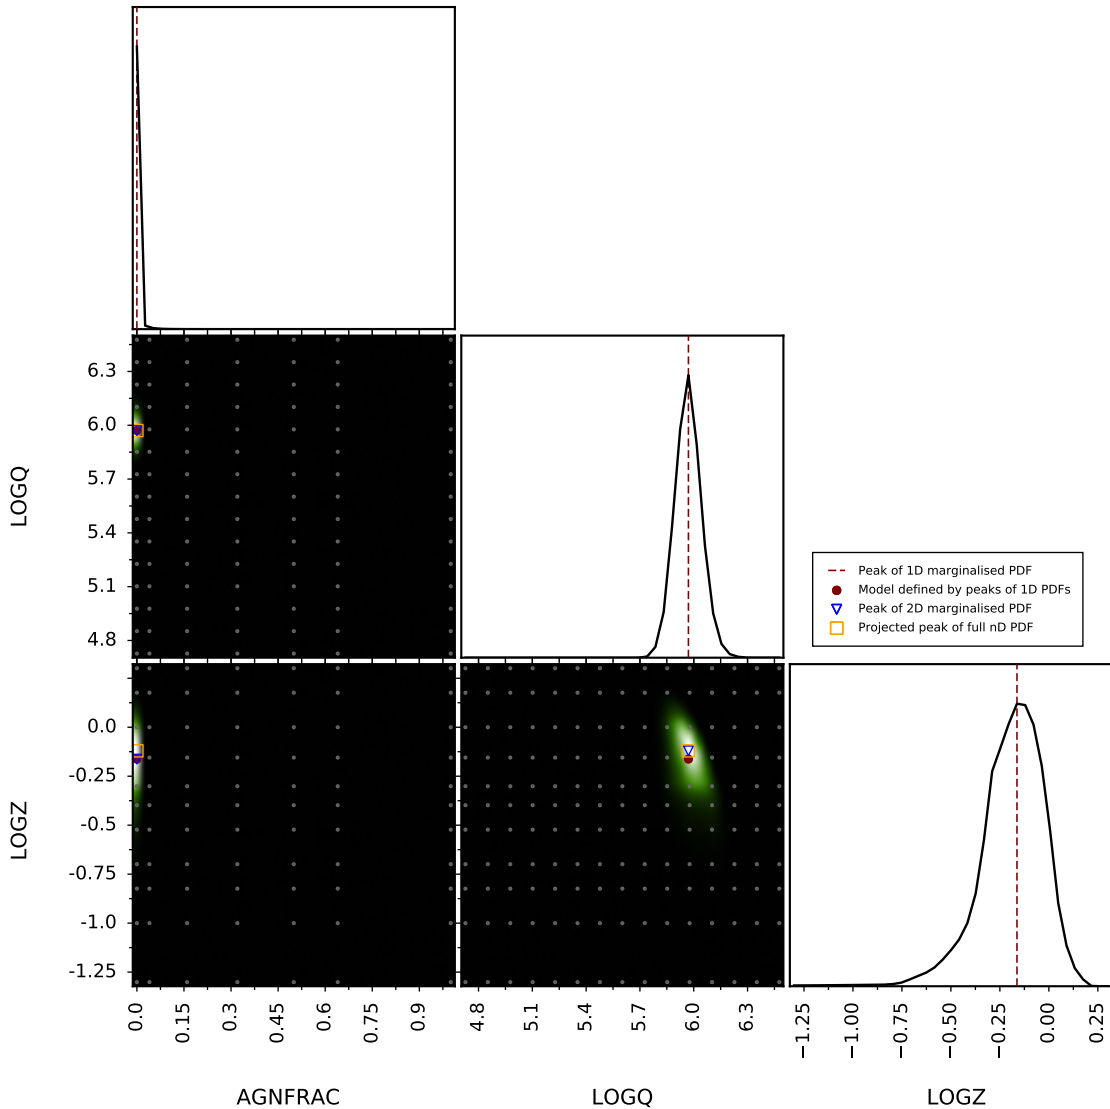 LOGQ
6.3
6.0
5.7
5.4
5.1
4.8
Peak of 1D marginalised PDF
Model defined by peaks of 1D PDFs
Peak of 2D marginalised PDF
Projected peak of full nD PDF
LOGZ
0.0
-0.25
-0.5
-0.75
-1.0
-1.25
0.0 0.15 0.3 0.45 0.6 0.75 0.9
4.8 5.1 5.4 5.7 6.0 6.3
−1.25 −1.00 −0.75 −0.50 −0.25 0.00 0.25
AGNFRAC LOGQ LOGZ